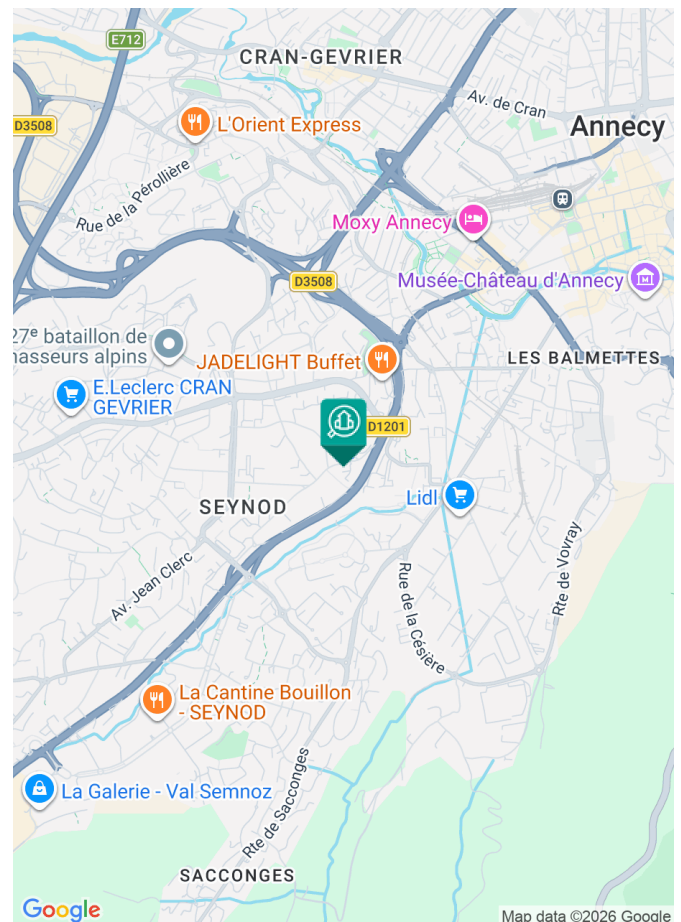 E712
CRAN-GEVRIER
Av. de Cran
D3508
L'Orient Express
Annecy
Rue de la Pérollière
Moxy Annecy
D3508
Musée-Château d'Annecy
27ᵉ bataillon de
hasseurs alpins
JADELIGHT Buffet
LES BALMETTES
E.Leclerc CRAN
GEVRIER
D1201
Lidl
SEYNOD
Rte de Vovray
Av. Jean Clerc
Rue de la Césière
La Cantine Bouillon
- SEYNOD
La Galerie - Val Semnoz
Rte de Sacconges
SACCONGES
Google
Map data ©2026 Google